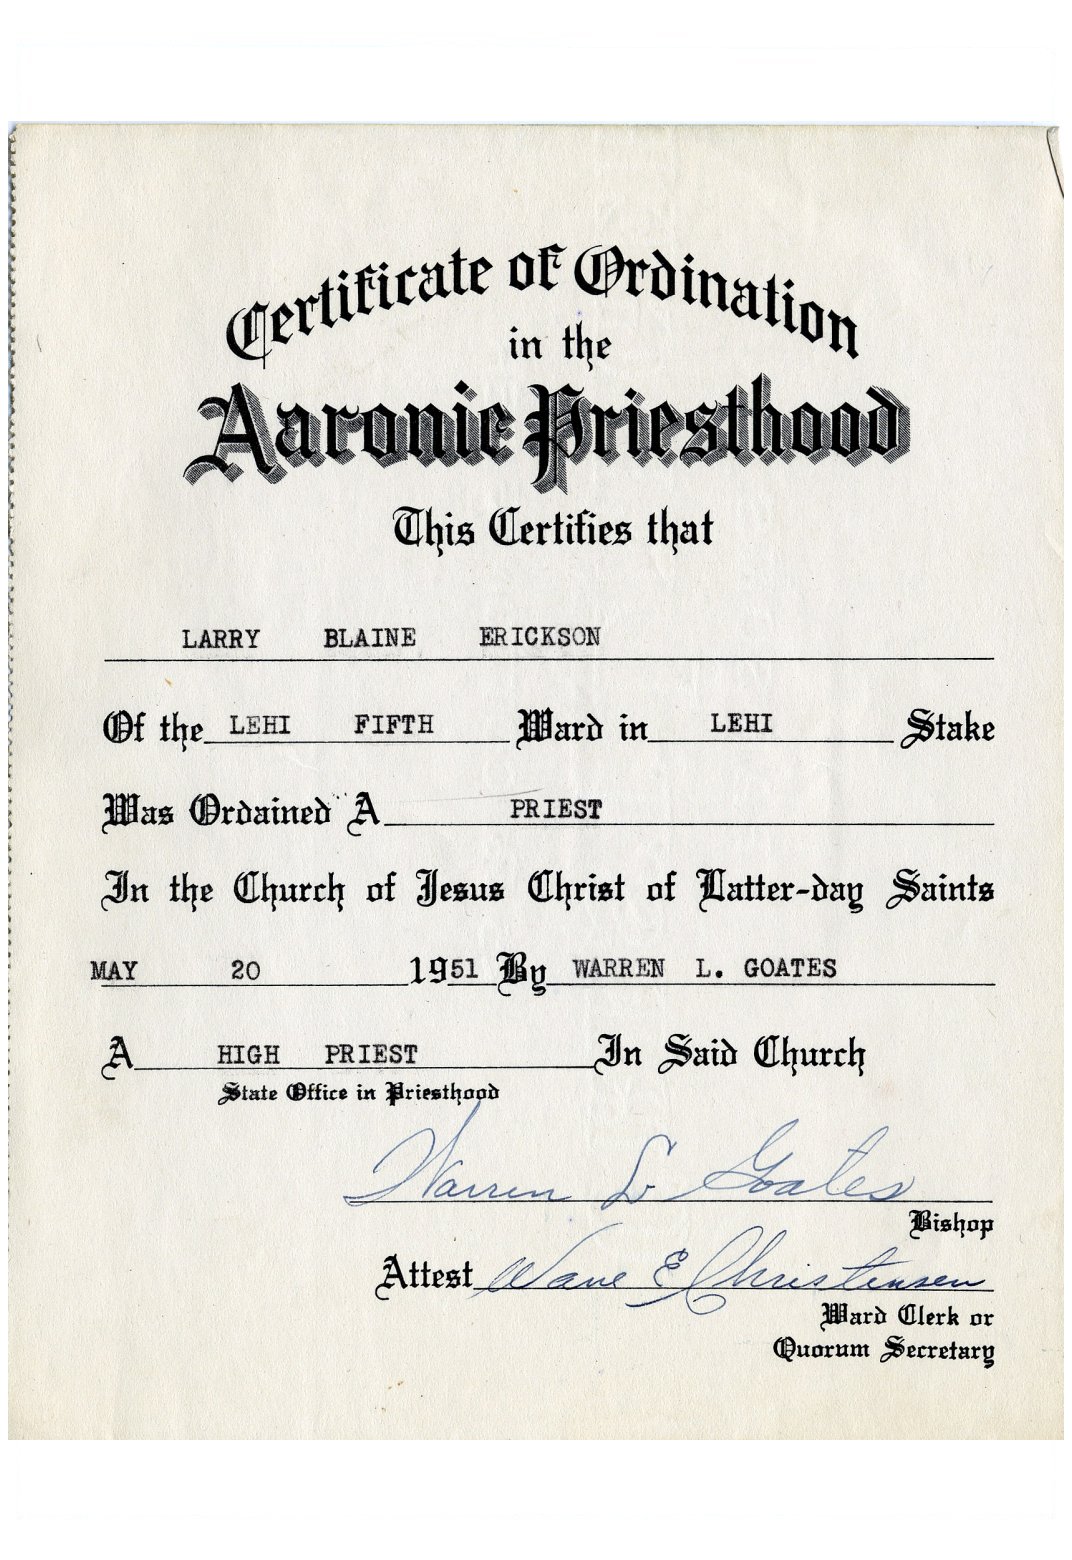 Certificate of Ordination
in the
Aaronic Priesthood
This Certifies that
LARRY BLAINE ERICKSON
Of the LEHI FIFTH Ward in LEHI Stake
Was Ordained A PRIEST
In the Church of Jesus Christ of Latter-day Saints
MAY 20 1951 By WARREN L. GOATES
A HIGH PRIEST In Said Church
State Office in Priesthood
Warren L Goates
Bishop
Attest E Christensen
Ward Clerk or
Quorum Secretary